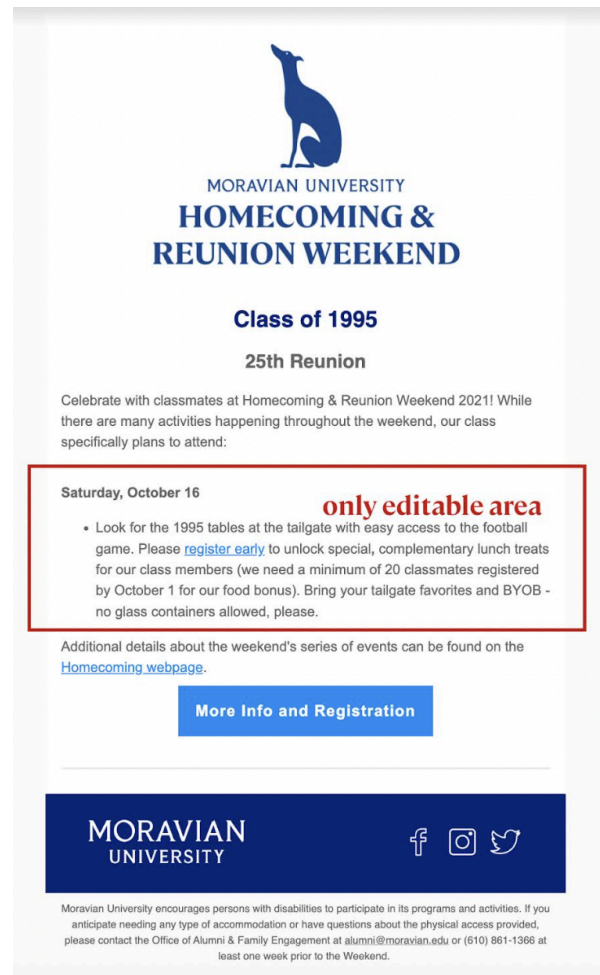 MORAVIAN UNIVERSITY
HOMECOMING &
REUNION WEEKEND
Class of 1995
25th Reunion
Celebrate with classmates at Homecoming & Reunion Weekend 2021! While
there are many activities happening throughout the weekend, our class
specifically plans to attend:
Saturday, October 16
only editable area
• Look for the 1995 tables at the tailgate with easy access to the football
game. Please register early to unlock special, complementary lunch treats
for our class members (we need a minimum of 20 classmates registered
by October 1 for our food bonus). Bring your tailgate favorites and BYOB -
no glass containers allowed, please.
Additional details about the weekend's series of events can be found on the
Homecoming webpage.
More Info and Registration
MORAVIAN
UNIVERSITY
Moravian University encourages persons with disabilities to participate in its programs and activities. If you
anticipate needing any type of accommodation or have questions about the physical access provided,
please contact the Office of Alumni & Family Engagement at alumni@moravian.edu or (610) 861-1366 at
least one week prior to the Weekend.